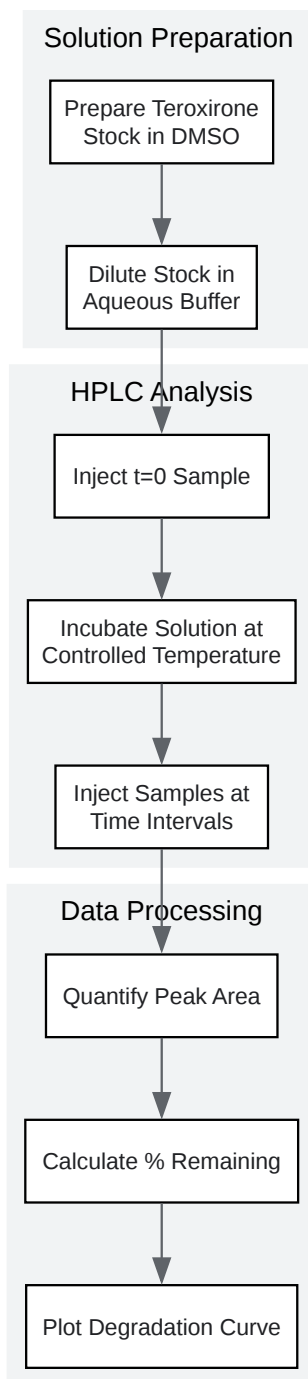 Solution Preparation
Prepare Teroxirone
Stock in DMSO
Dilute Stock in
Aqueous Buffer
HPLC Analysis
Inject t=0 Sample
Incubate Solution at
Controlled Temperature
Inject Samples at
Time Intervals
Data Processing
Quantify Peak Area
Calculate % Remaining
Plot Degradation Curve